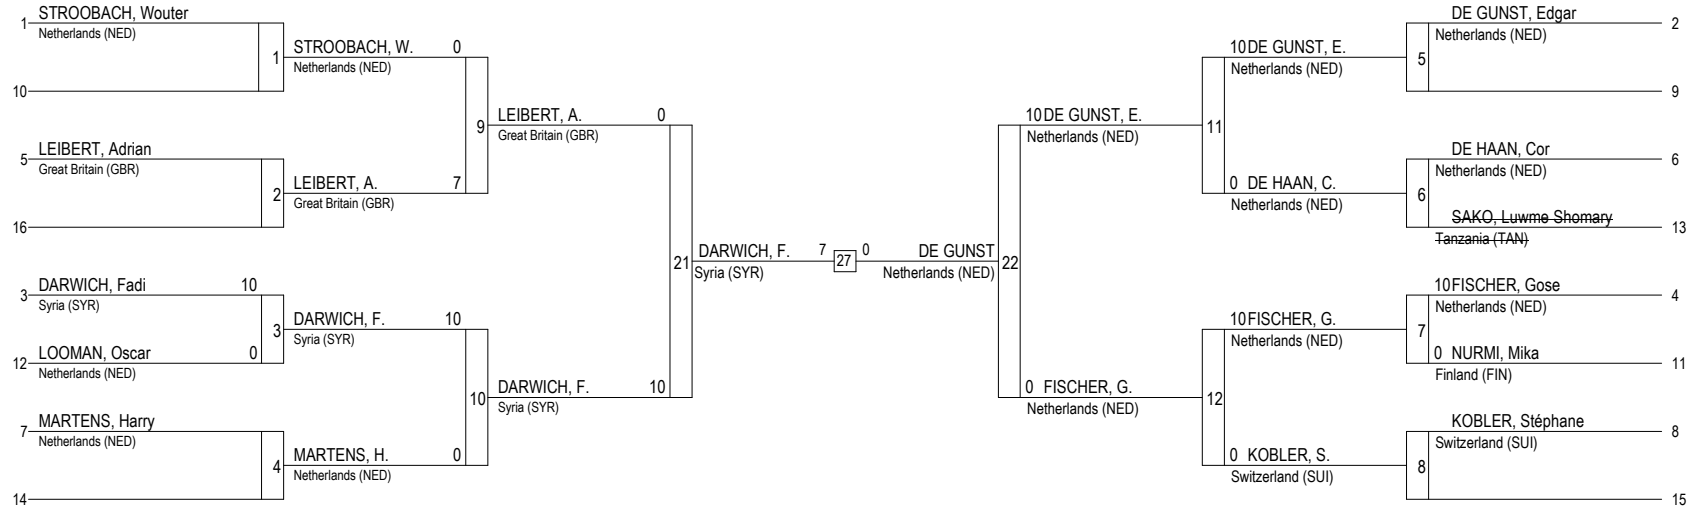 1 STROOBACH, Wouter
Netherlands (NED)
1
STROOBACH, W. 0
Netherlands (NED)
10
9
LEIBERT, A. 0
Great Britain (GBR)
5 LEIBERT, Adrian
Great Britain (GBR)
2
LEIBERT, A. 7
Great Britain (GBR)
16
21
DARWICH, F. 7
Syria (SYR)
3 DARWICH, Fadi 10
Syria (SYR)
3
DARWICH, F. 10
Syria (SYR)
12 LOOMAN, Oscar 0
Netherlands (NED)
10
DARWICH, F. 10
Syria (SYR)
7 MARTENS, Harry
Netherlands (NED)
4
MARTENS, H. 0
Netherlands (NED)
14
27
0 DE GUNST
Netherlands (NED)
22
DE GUNST, Edgar 2
Netherlands (NED)
5
10 DE GUNST, E.
Netherlands (NED)
9
10 DE GUNST, E.
Netherlands (NED)
11
DE HAAN, Cor 6
Netherlands (NED)
6
0 DE HAAN, C.
Netherlands (NED)
SAKO, Luwme Shomary 13
Tanzania (TAN)
10 FISCHER, Gose 4
Netherlands (NED)
7
10 FISCHER, G.
Netherlands (NED)
0 NURMI, Mika 11
Finland (FIN)
0 FISCHER, G.
Netherlands (NED)
12
KOBLER, Stéphane 8
Switzerland (SUI)
8
0 KOBLER, S.
Switzerland (SUI)
15